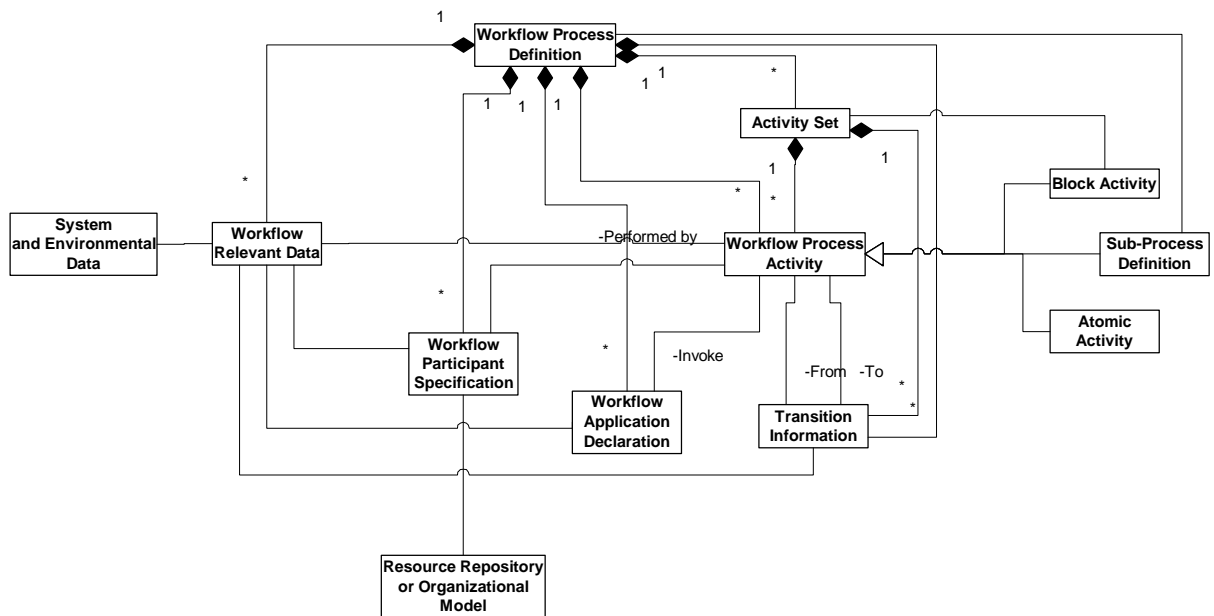 1
Workflow Process
Definition
1
1
1
1
1
1
*
Activity Set
1
1
*
*
*
Block Activity
System
and Environmental
Data
Workflow
Relevant Data
-Performed by
Workflow Process
Activity
Sub-Process
Definition
*
Atomic
Activity
Workflow
Participant
Specification
*
-Invoke
-From
-To
*
*
Workflow
Application
Declaration
Transition
Information
Resource Repository
or Organizational
Model